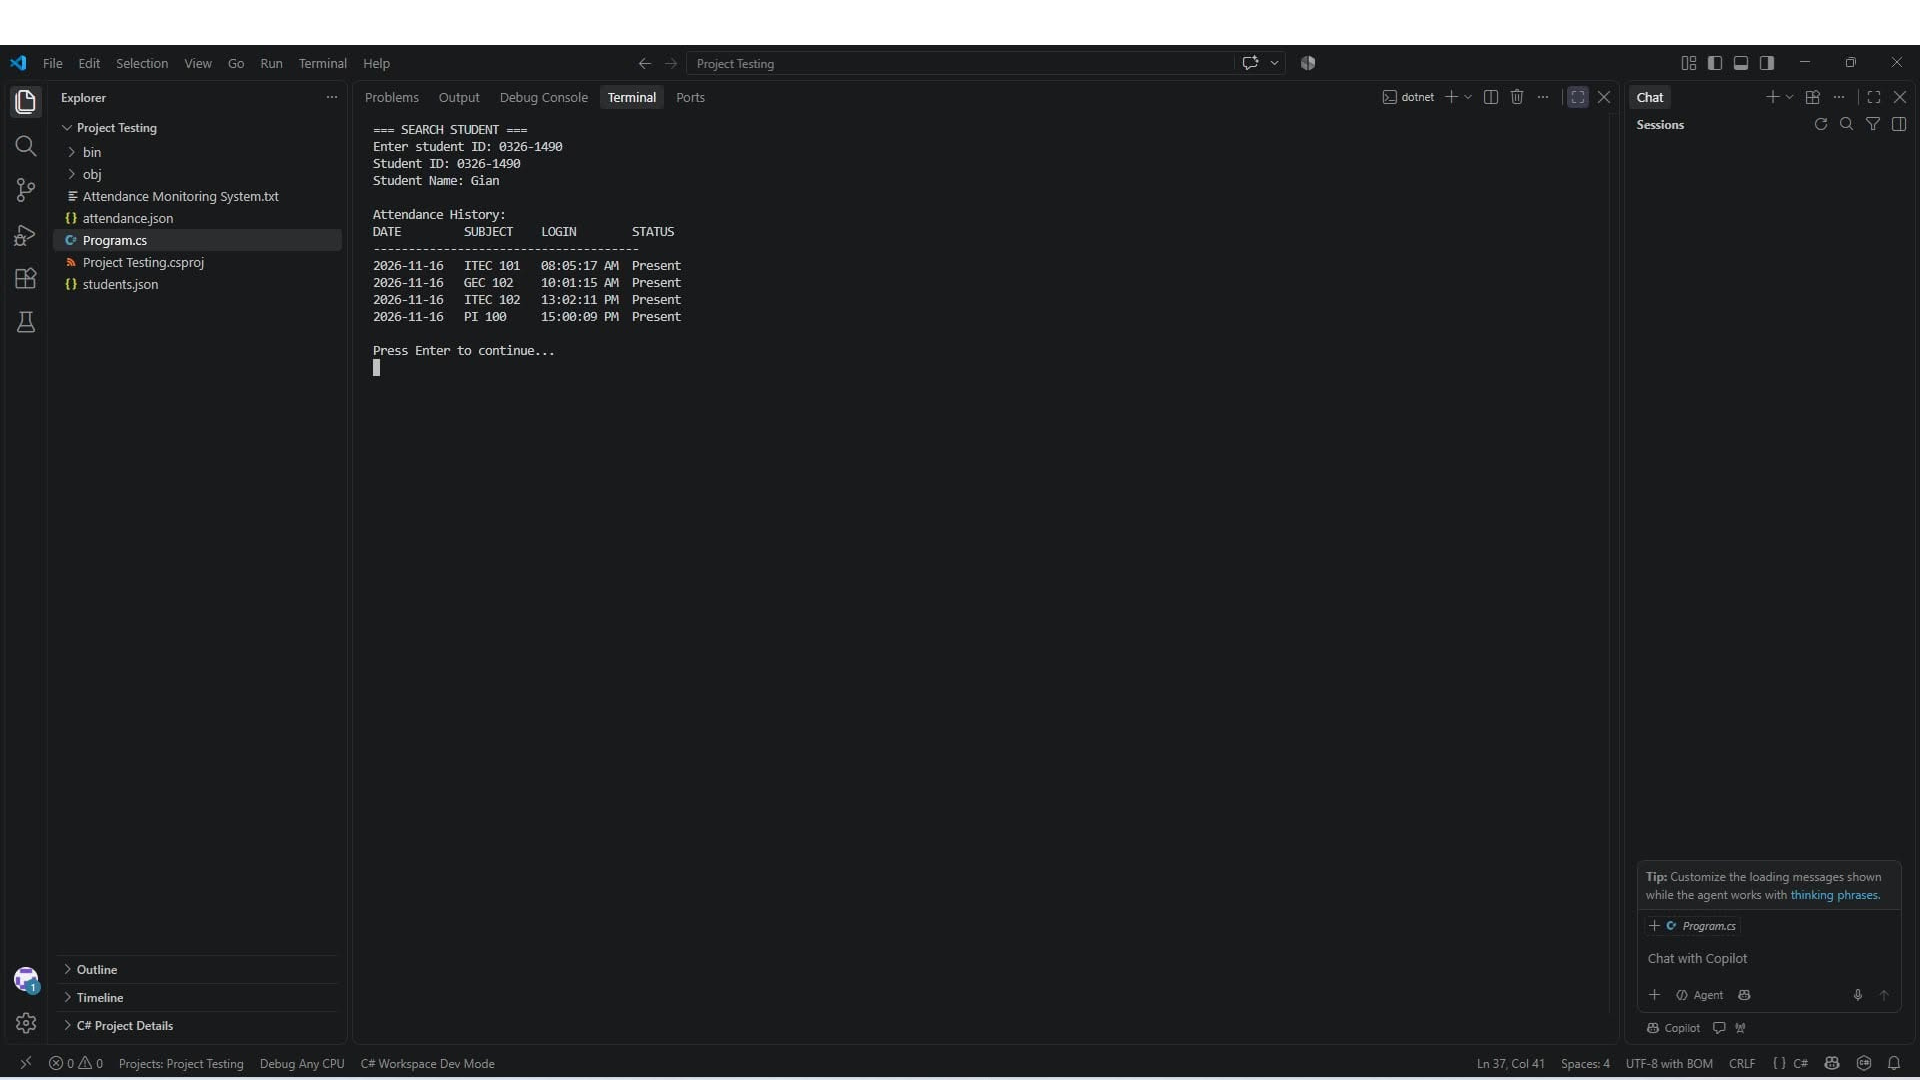 File Edit Selection View Go Run Terminal Help
Project Testing
Explorer
Project Testing
bin
obj
Attendance Monitoring System.txt
attendance.json
Program.cs
Project Testing.csproj
students.json
Outline
Timeline
C# Project Details
Problems Output Debug Console Terminal Ports
dotnet
=== SEARCH STUDENT ===
Enter student ID: 0326-1490
Student ID: 0326-1490
Student Name: Gian
Attendance History:
DATE SUBJECT LOGIN STATUS
--------------------------------------
2026-11-16 ITEC 101 08:05:17 AM Present
2026-11-16 GEC 102 10:01:15 AM Present
2026-11-16 ITEC 102 13:02:11 PM Present
2026-11-16 PI 100 15:00:09 PM Present
Press Enter to continue...
Chat
Sessions
Tip: Customize the loading messages shown
while the agent works with thinking phrases.
Program.cs
Chat with Copilot
Agent
Copilot
1
0 0 Projects: Project Testing Debug Any CPU C# Workspace Dev Mode
Ln 37, Col 41 Spaces: 4 UTF-8 with BOM CRLF {} C#